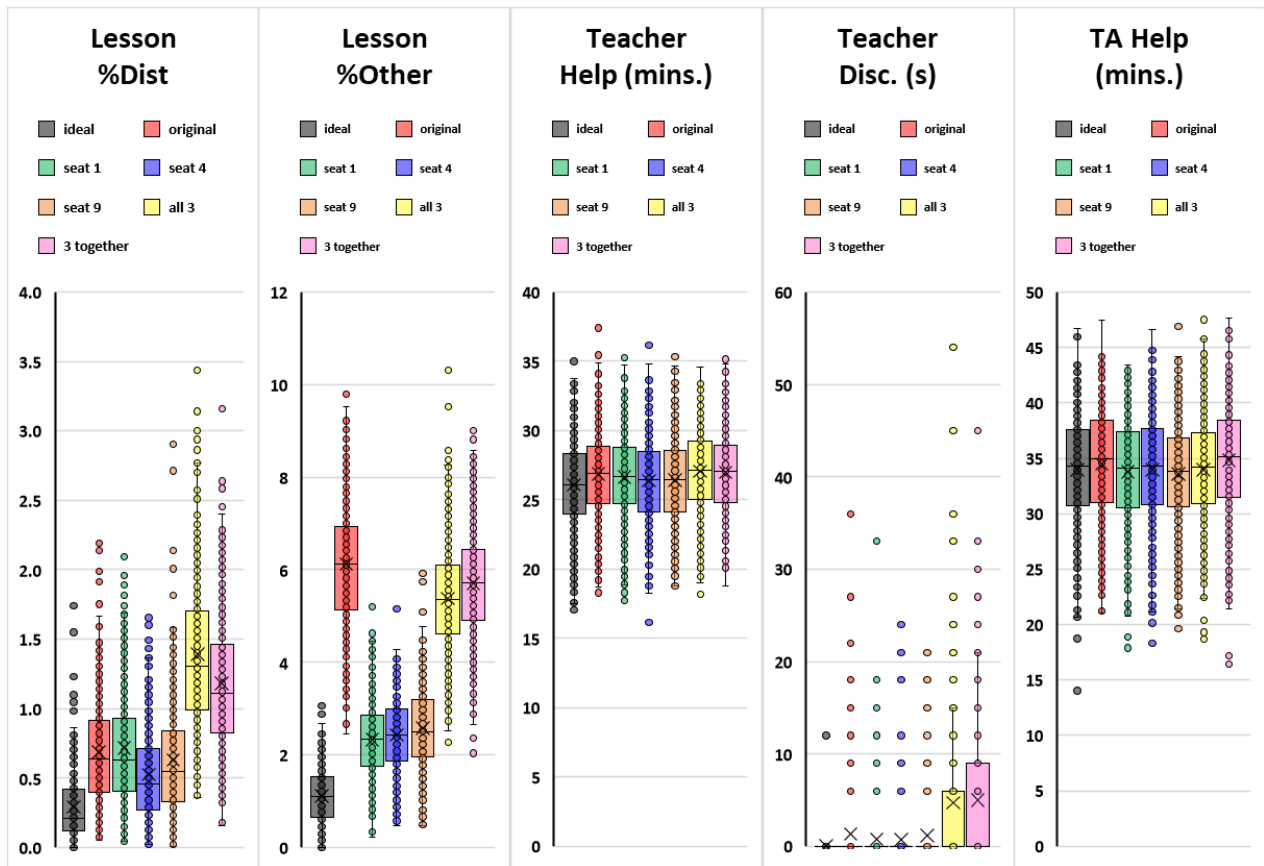 Lesson
%Dist
ideal
original
seat 1
seat 4
seat 9
all 3
3 together
4.0
3.5
3.0
2.5
2.0
1.5
1.0
0.5
0.0
Lesson
%Other
ideal
original
seat 1
seat 4
seat 9
all 3
3 together
12
10
8
6
4
2
0
Teacher
Help (mins.)
ideal
original
seat 1
seat 4
seat 9
all 3
3 together
40
35
30
25
20
15
10
5
0
Teacher
Disc. (s)
ideal
original
seat 1
seat 4
seat 9
all 3
3 together
60
50
40
30
20
10
0
TA Help
(mins.)
ideal
original
seat 1
seat 4
seat 9
all 3
3 together
50
45
40
35
30
25
20
15
10
5
0